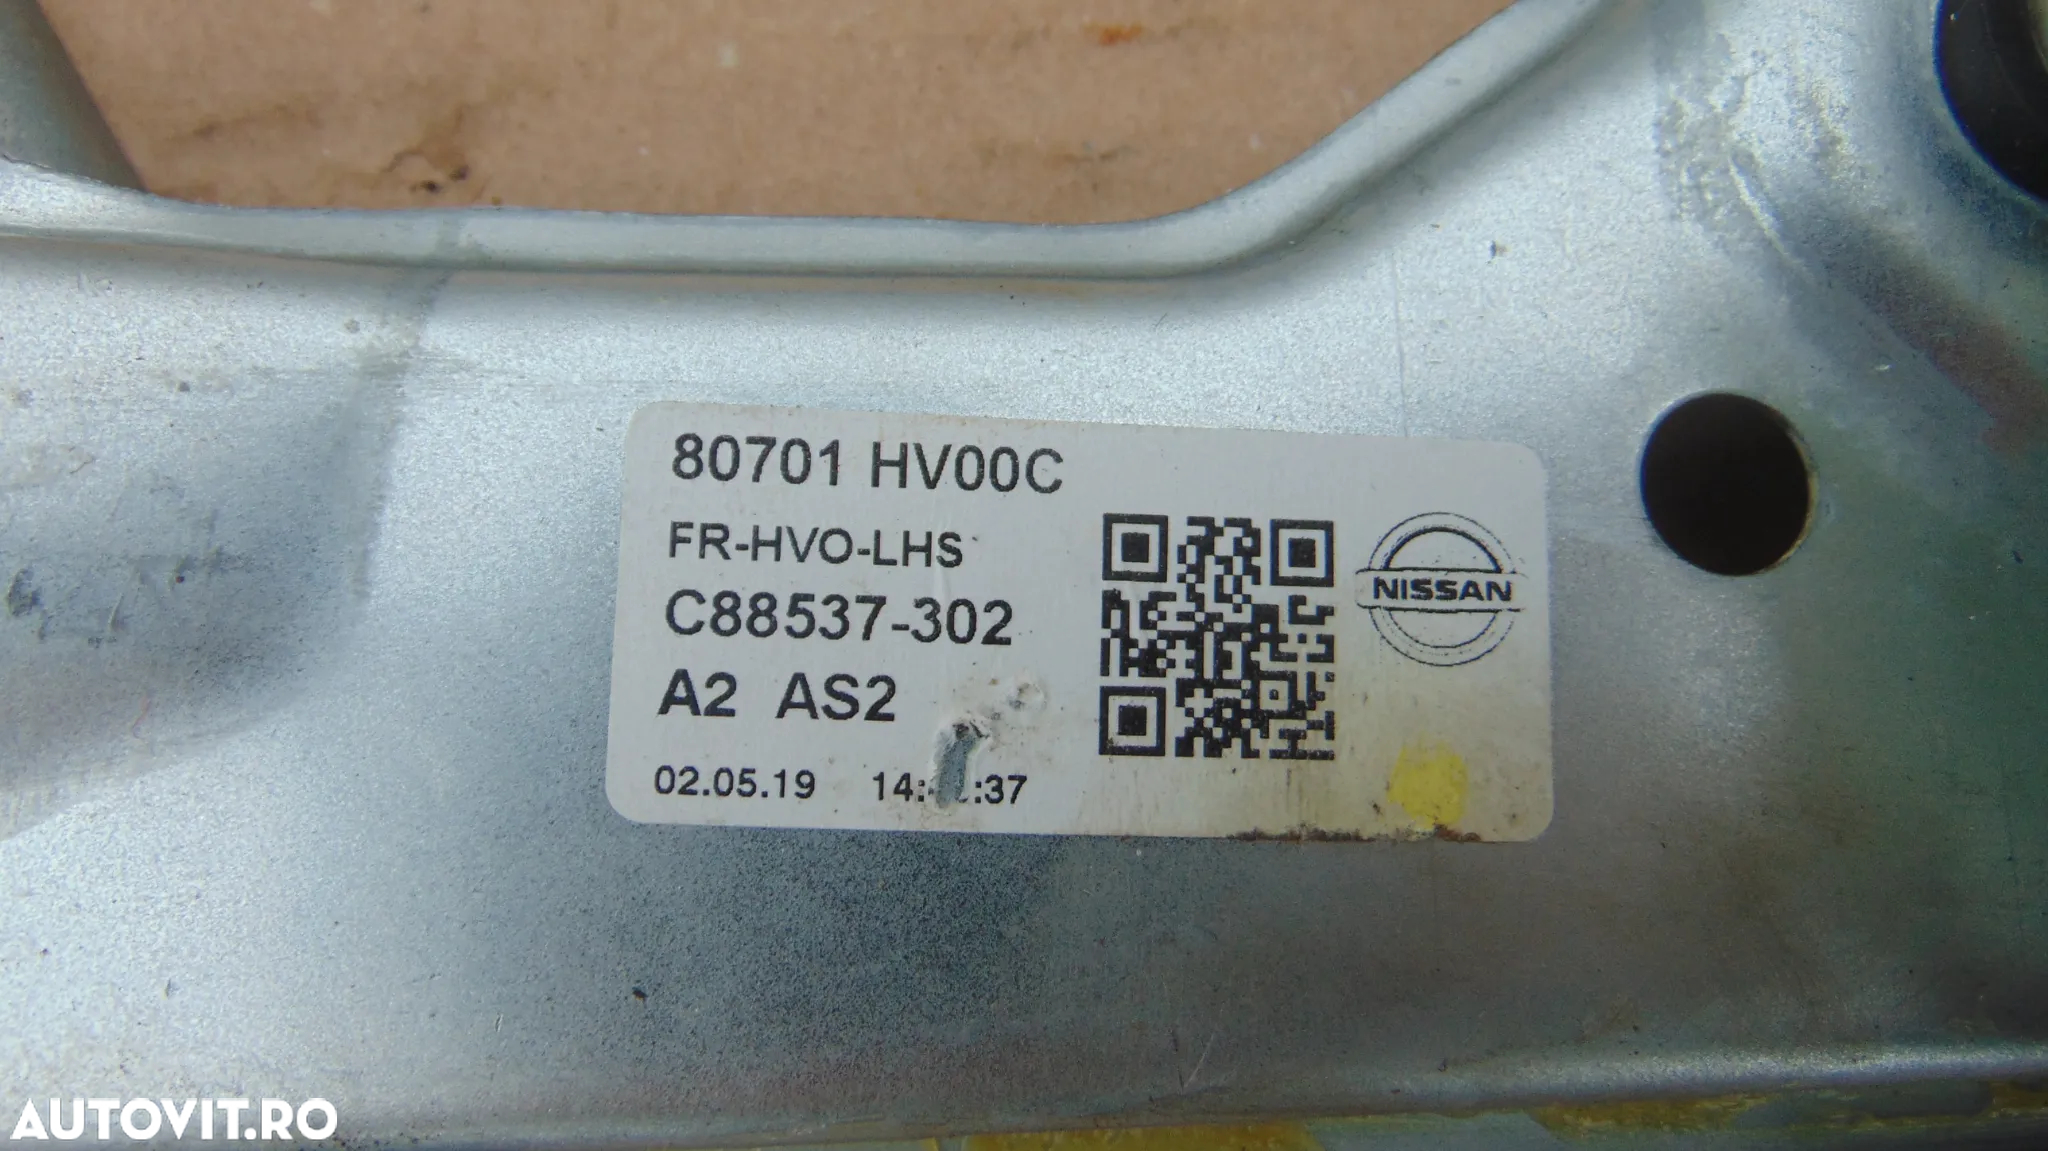 80701 HV00C
FR-HVO-LHS
C88537-302
A2 AS2
02.05.19
NISSAN
AUTOVIT.RO